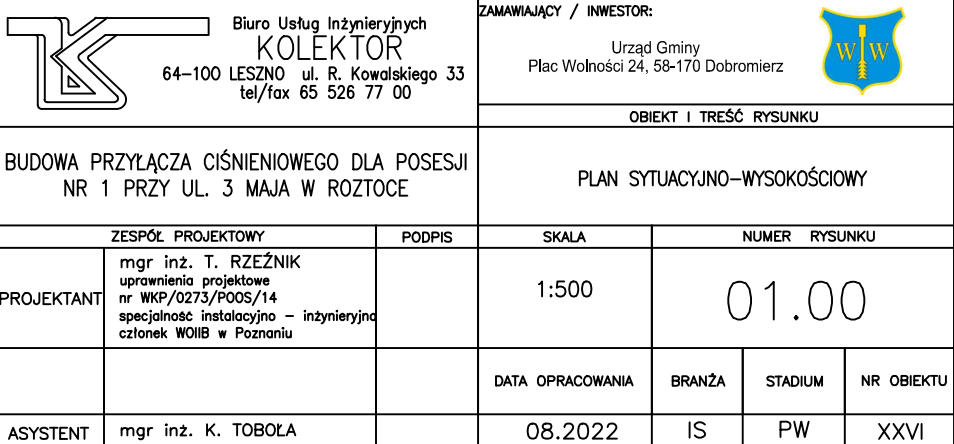 Biuro Usług Inżynieryjnych
KOLEKTOR
64-100 LESZNO ul. R. Kowalskiego 33
tel/fax 65 526 77 00
ZAMAWIAJĄCY / INWESTOR:
Urząd Gminy
Plac Wolności 24, 58-170 Dobromierz
W W
OBIEKT I TREŚĆ RYSUNKU
BUDOWA PRZYŁĄCZA CIŚNIENIOWEGO DLA POSESJI
NR 1 PRZY UL. 3 MAJA W ROZTOCE
PLAN SYTUACYJNO-WYSOKOŚCIOWY
ZESPÓŁ PROJEKTOWY
PODPIS
SKALA
NUMER RYSUNKU
PROJEKTANT
mgr inż. T. RZEŹNIK
uprawnienia projektowe
nr WKP/0273/POOS/14
specjalność instalacyjno - inżynieryjna
członek WOIIB w Poznaniu
1:500
01.00
DATA OPRACOWANIA
BRANŻA
STADIUM
NR OBIEKTU
ASYSTENT
mgr inż. K. TOBOŁA
08.2022
IS
PW
XXVI